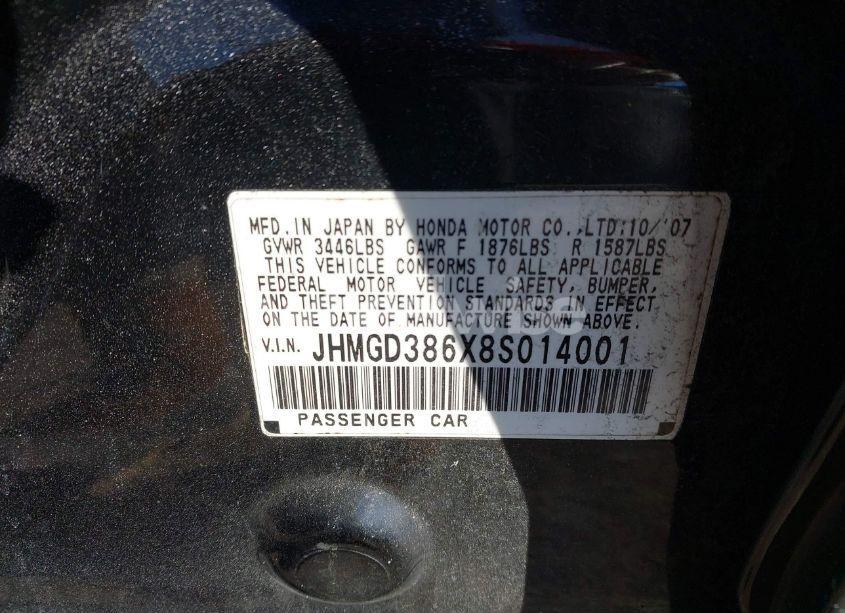 MFD. IN JAPAN BY HONDA MOTOR CO.,LTD.10/'07
GVWR 3446LBS GAWR F 1876LBS R 1587LBS
THIS VEHICLE CONFORMS TO ALL APPLICABLE
FEDERAL MOTOR VEHICLE SAFETY, BUMPER,
AND THEFT PREVENTION STANDARDS IN EFFECT
ON THE DATE OF MANUFACTURE SHOWN ABOVE.
V.I.N. JHMGD386X8S014001
PASSENGER CAR